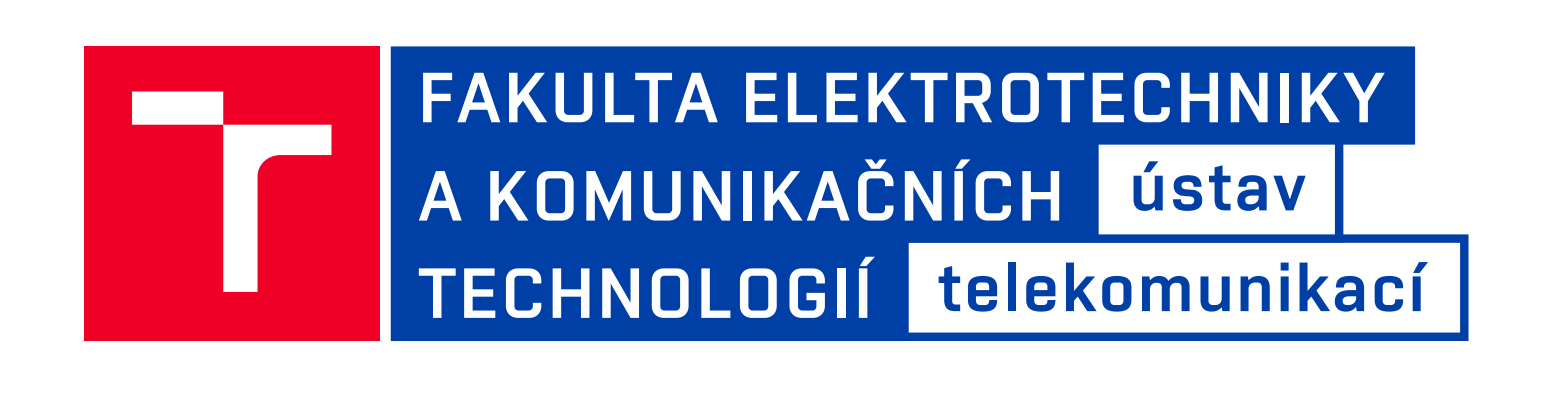 FAKULTA ELEKTROTECHNIKY
A KOMUNIKAČNÍCH ústav
TECHNOLOGIÍ telekomunikací